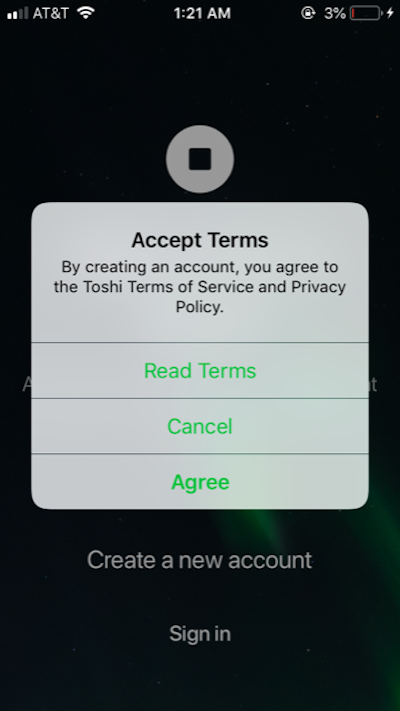 AT&T 1:21 AM 3%
Accept Terms
By creating an account, you agree to
the Toshi Terms of Service and Privacy
Policy.
Read Terms
Cancel
Agree
Create a new account
Sign in